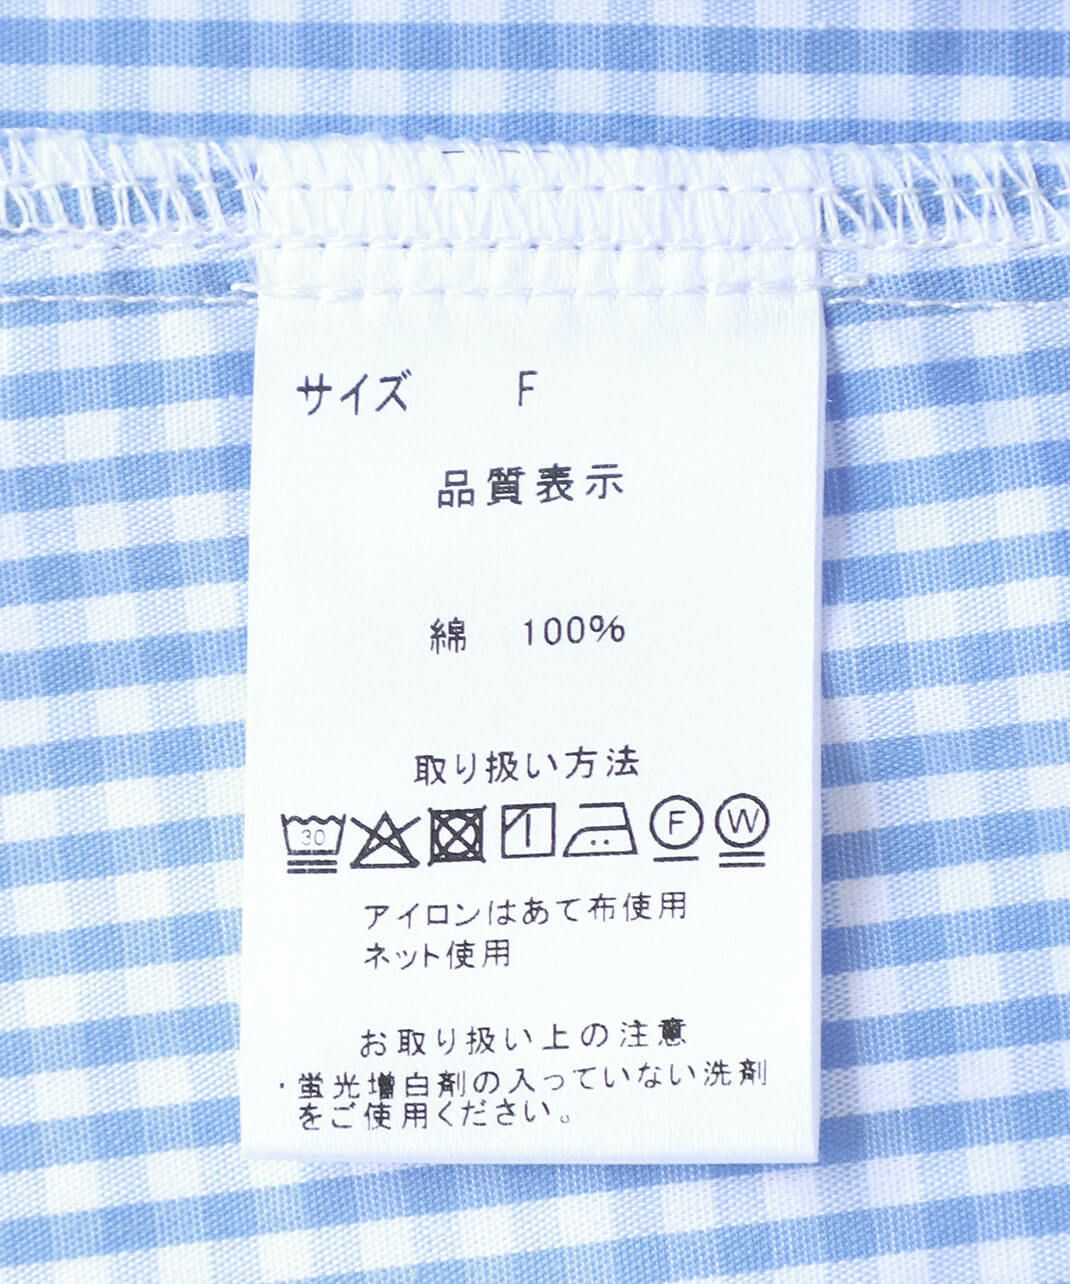 サイズ F
品質表示
綿 100%
取り扱い方法
30 F W
アイロンはあて布使用
ネット使用
お取り扱い上の注意
・蛍光増白剤の入っていない洗剤
をご使用ください。